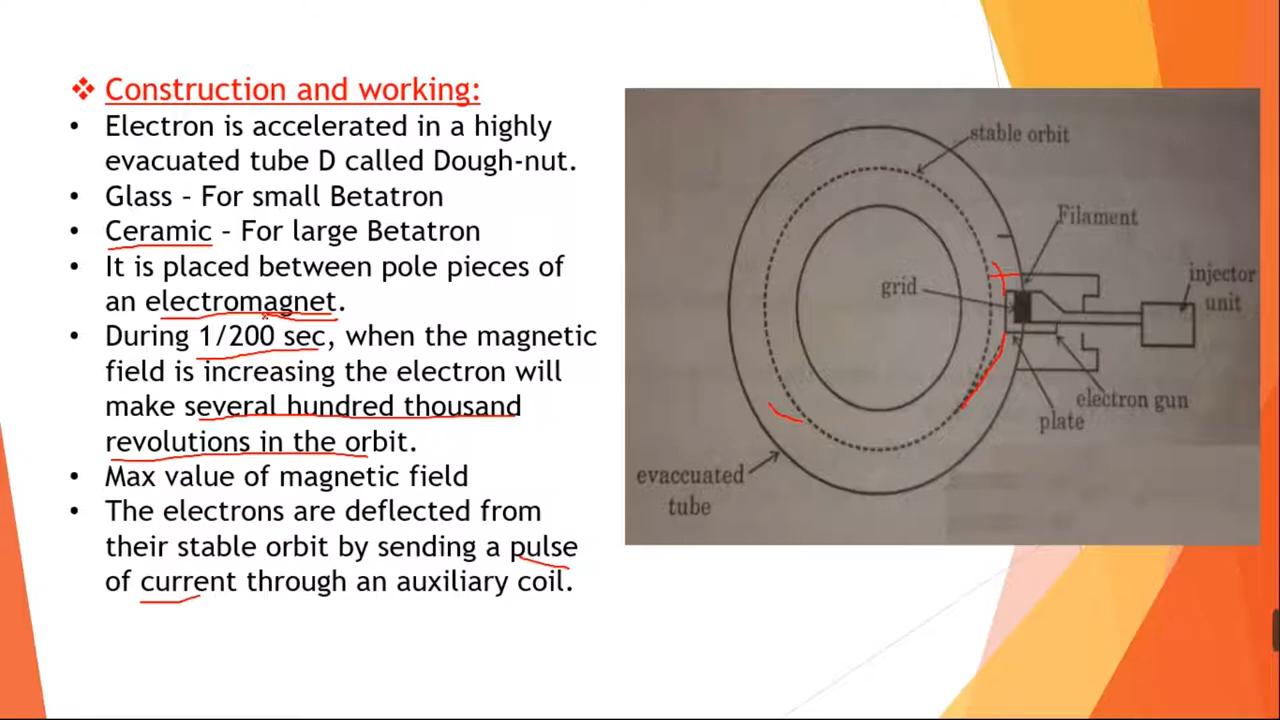 ❖ Construction and working:
• Electron is accelerated in a highly
evacuated tube D called Dough-nut.
• Glass – For small Betatron
• Ceramic – For large Betatron
• It is placed between pole pieces of
an electromagnet.
• During 1/200 sec, when the magnetic
field is increasing the electron will
make several hundred thousand
revolutions in the orbit.
• Max value of magnetic field
• The electrons are deflected from
their stable orbit by sending a pulse
of current through an auxiliary coil.
stable orbit
Filament
grid
injector
unit
electron gun
plate
evaccuated
tube